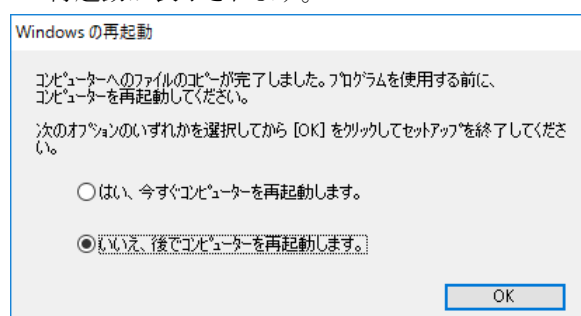 Windows の再起動
コンピューターへのファイルのコピーが完了しました。プログラムを使用する前に、
コンピューターを再起動してください。
次のオプションのいずれかを選択してから [OK] をクリックしてセットアップを終了してくださ
い。
はい、今すぐコンピューターを再起動します。
いいえ、後でコンピューターを再起動します。
OK